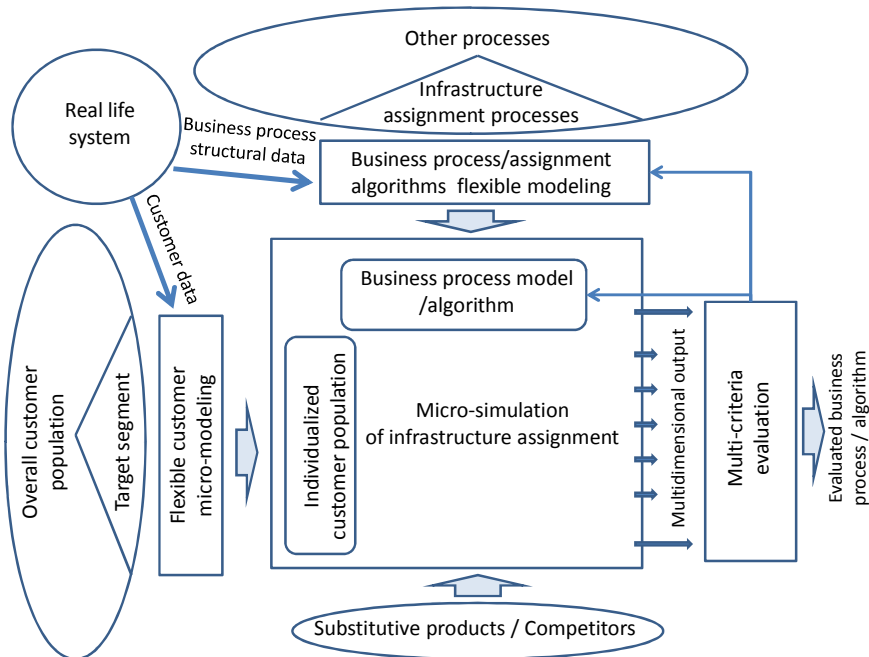 Other processes
Infrastructure
assignment processes
Real life
system
Business process
structural data
Business process/assignment
algorithms flexible modeling
Customer data
Business process model
/algorithm
Overall customer
population
Target segment
Flexible customer
micro-modeling
Individualized
customer population
Micro-simulation
of infrastructure assignment
Multidimensional output
Multi-criteria
evaluation
Evaluated business
process / algorithm
Substitutive products / Competitors